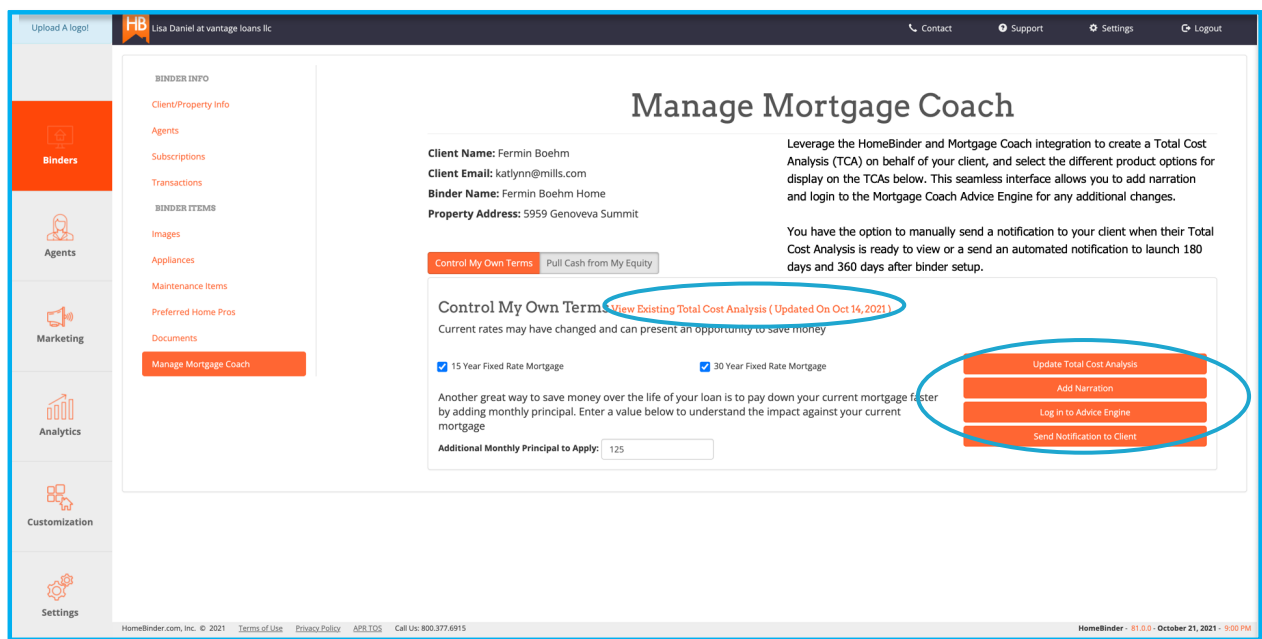 Upload A logo!
HB
Lisa Daniel at vantage loans llc
Contact
Support
Settings
Logout
Binders
Agents
Marketing
Analytics
Customization
Settings
BINDER INFO
Client/Property Info
Agents
Subscriptions
Transactions
BINDER ITEMS
Images
Appliances
Maintenance Items
Preferred Home Pros
Documents
Manage Mortgage Coach
Manage Mortgage Coach
Client Name: Fermin Boehm
Client Email: katlynn@mills.com
Binder Name: Fermin Boehm Home
Property Address: 5959 Genoveva Summit
Leverage the HomeBinder and Mortgage Coach integration to create a Total Cost
Analysis (TCA) on behalf of your client, and select the different product options for
display on the TCAs below. This seamless interface allows you to add narration
and login to the Mortgage Coach Advice Engine for any additional changes.
You have the option to manually send a notification to your client when their Total
Cost Analysis is ready to view or a send an automated notification to launch 180
days and 360 days after binder setup.
Control My Own Terms
Pull Cash from My Equity
Control My Own Terms View Existing Total Cost Analysis ( Updated On Oct 14, 2021 )
Current rates may have changed and can present an opportunity to save money
15 Year Fixed Rate Mortgage
30 Year Fixed Rate Mortgage
Another great way to save money over the life of your loan is to pay down your current mortgage faster
by adding monthly principal. Enter a value below to understand the impact against your current
mortgage
Additional Monthly Principal to Apply: 125
Update Total Cost Analysis
Add Narration
Log in to Advice Engine
Send Notification to Client
HomeBinder.com, Inc. © 2021 Terms of Use Privacy Policy APR TOS Call Us: 800.377.6915
HomeBinder - 81.0.0 - October 21, 2021 - 9:00 PM